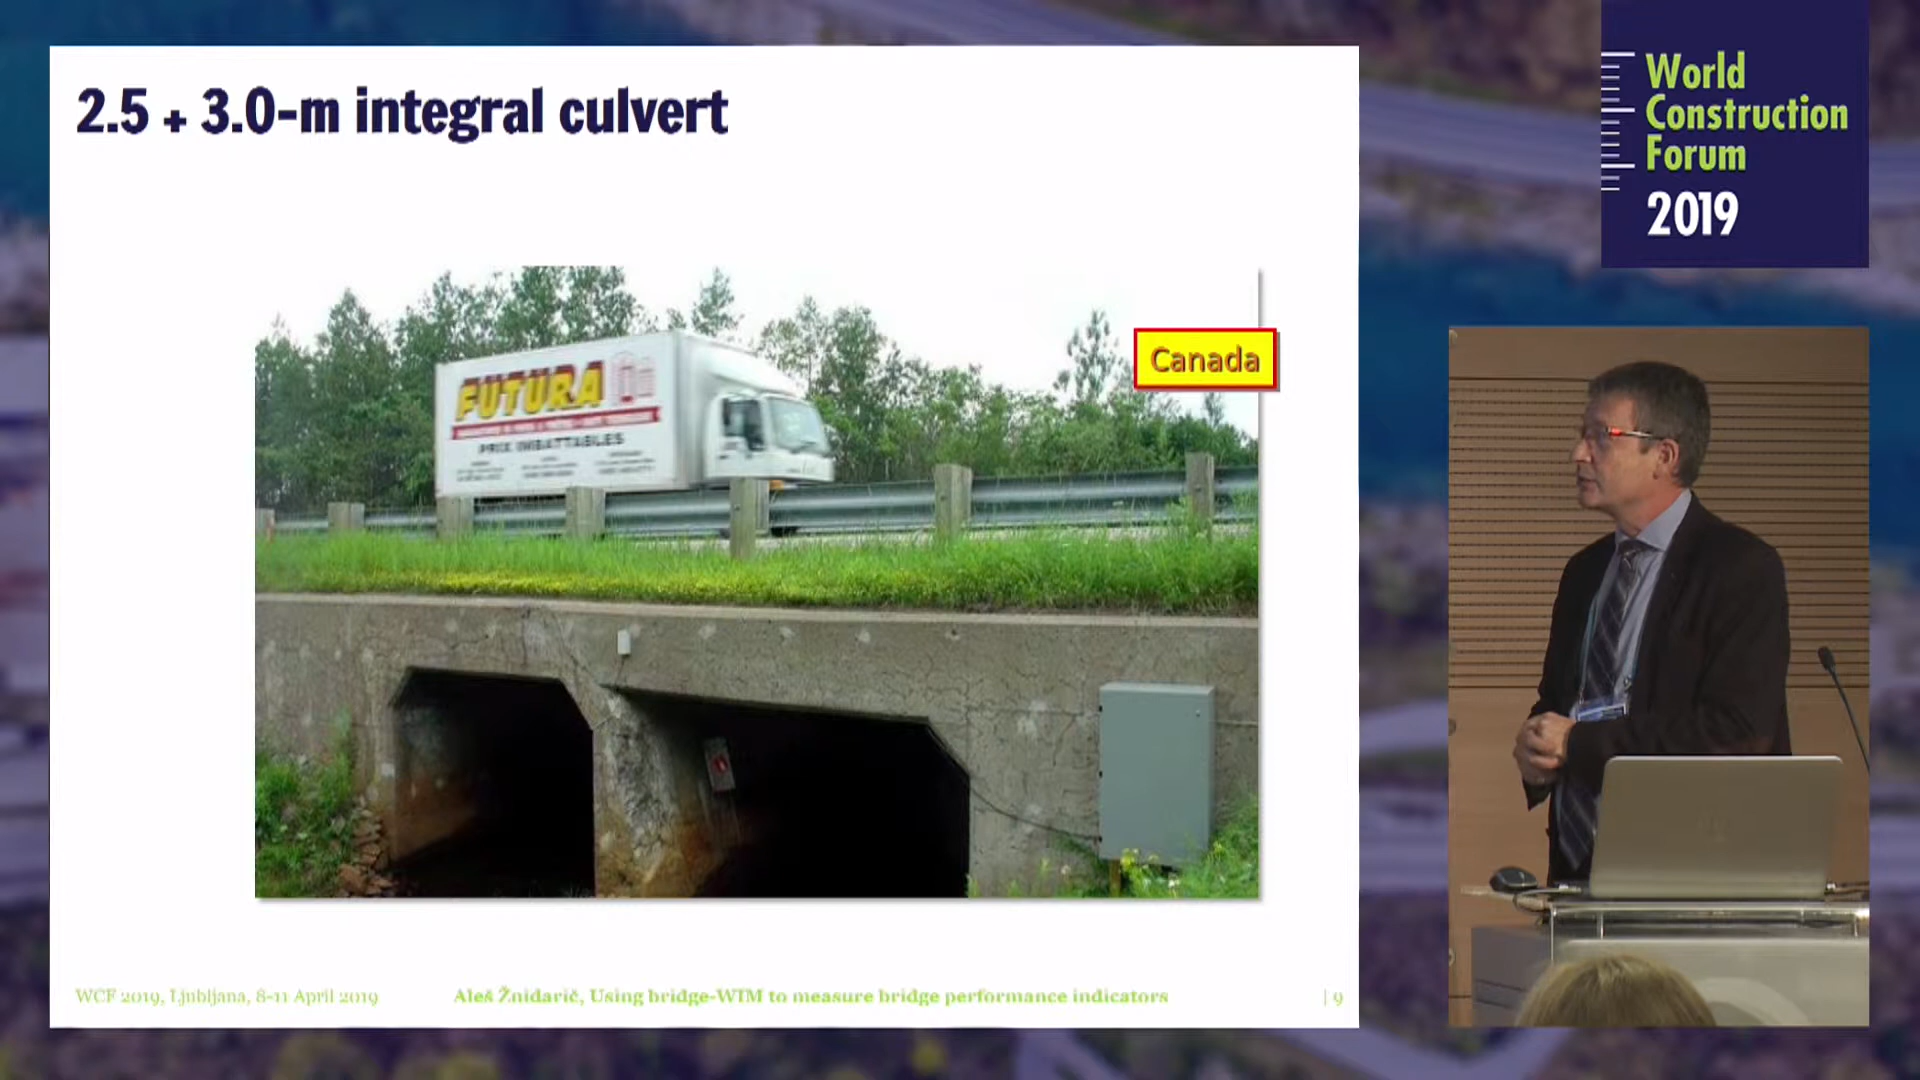 2.5 + 3.0-m integral culvert
World
Construction
Forum
2019
Canada
FUTURA
PRIX IMBATTABLES
WCF 2019, Ljubljana, 8-11 April 2019
Aleš Žnidarič, Using bridge-WIM to measure bridge performance indicators
| 9